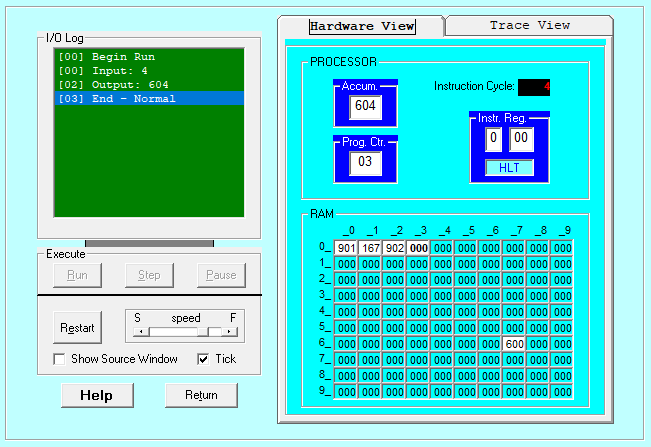 I/O Log
[00] Begin Run
[00] Input: 4
[02] Output: 604
[03] End - Normal
Execute
Run Step Pause
Restart
S speed F
Show Source Window Tick
Help Return
Hardware View Trace View
PROCESSOR
Accum.
604
Instruction Cycle: 4
Prog. Ctr.
03
Instr. Reg.
0 00
HLT
RAM
_0 _1 _2 _3 _4 _5 _6 _7 _8 _9
0_ 901 167 902 000 000 000 000 000 000 000
1_ 000 000 000 000 000 000 000 000 000 000
2_ 000 000 000 000 000 000 000 000 000 000
3_ 000 000 000 000 000 000 000 000 000 000
4_ 000 000 000 000 000 000 000 000 000 000
5_ 000 000 000 000 000 000 000 000 000 000
6_ 000 000 000 000 000 000 000 600 000 000
7_ 000 000 000 000 000 000 000 000 000 000
8_ 000 000 000 000 000 000 000 000 000 000
9_ 000 000 000 000 000 000 000 000 000 000